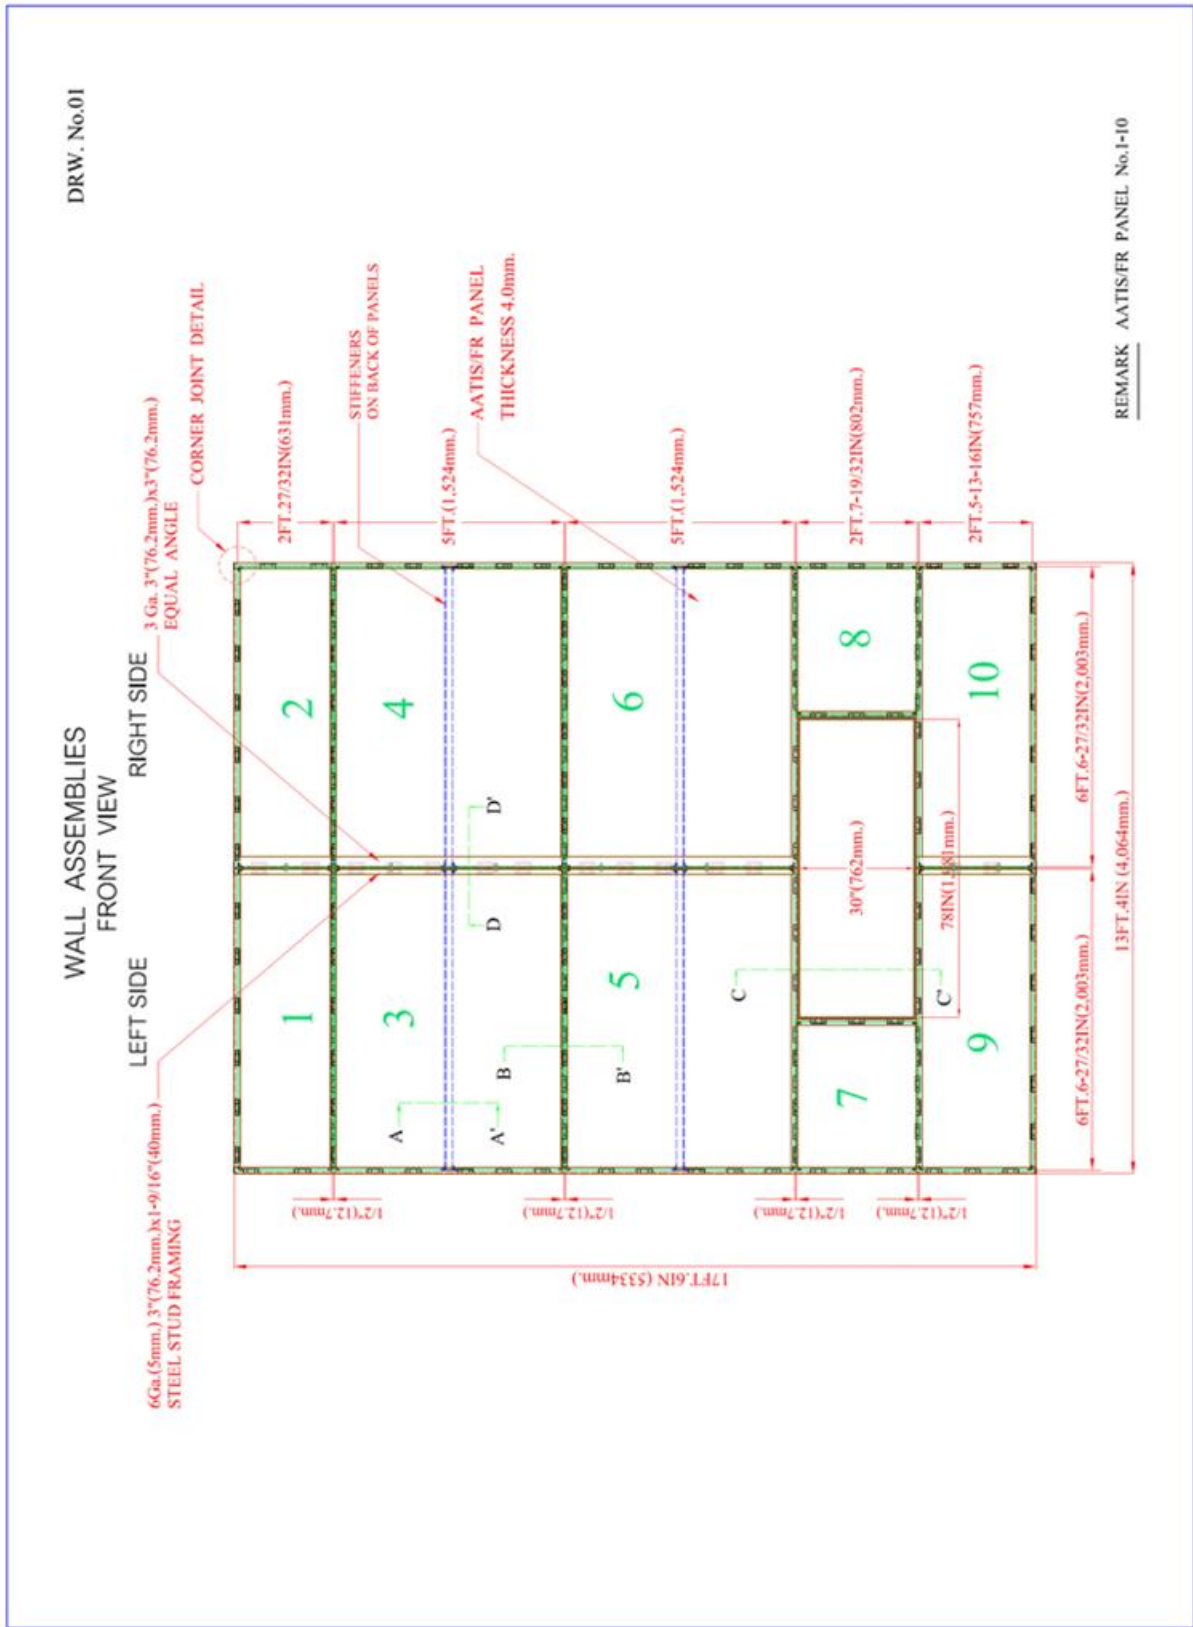 DRW. No.01
WALL ASSEMBLIES
FRONT VIEW
LEFT SIDE
RIGHT SIDE
6Ga.(5mm.) 3"(76.2mm.)x1-9/16"(40mm.)
STEEL STUD FRAMING
3 Ga. 3"(76.2mm.)x3"(76.2mm.)
EQUAL ANGLE
CORNER JOINT DETAIL
1
2
2FT.27/32IN(631mm.)
1/2"(12.7mm.)
STIFFENERS
ON BACK OF PANELS
3
4
A
A'
D
D'
5FT.(1,524mm.)
AATIS/FR PANEL
THICKNESS 4.0mm.
B
B'
1/2"(12.7mm.)
5
6
5FT.(1,524mm.)
C
C'
1/2"(12.7mm.)
7
8
30"(762mm.)
2FT.7-19/32IN(802mm)
1/2"(12.7mm.)
9
10
2FT.5-13-16IN(757mm)
17FT.6IN (5334mm.)
6FT.6-27/32IN(2,003mm.)
6FT.6-27/32IN(2,003mm.)
13FT.4IN (4,064mm.)
REMARK AATIS/FR PANEL No.1-10